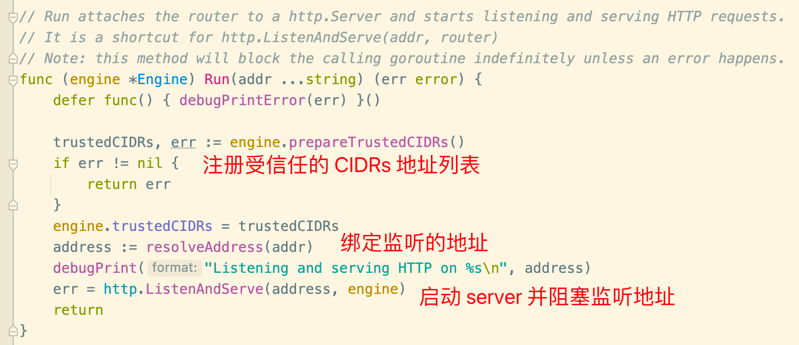 // Run attaches the router to a http.Server and starts listening and serving HTTP requests.
// It is a shortcut for http.ListenAndServe(addr, router)
// Note: this method will block the calling goroutine indefinitely unless an error happens.
func (engine *Engine) Run(addr ...string) (err error) {
defer func() { debugPrintError(err) }()
trustedCIDRs, err := engine.prepareTrustedCIDRs()
if err != nil { 注册受信任的 CIDRs 地址列表
return err
}
engine.trustedCIDRs = trustedCIDRs
address := resolveAddress(addr) 绑定监听的地址
debugPrint( format: "Listening and serving HTTP on %s\n", address)
err = http.ListenAndServe(address, engine) 启动 server 并阻塞监听地址
return
}